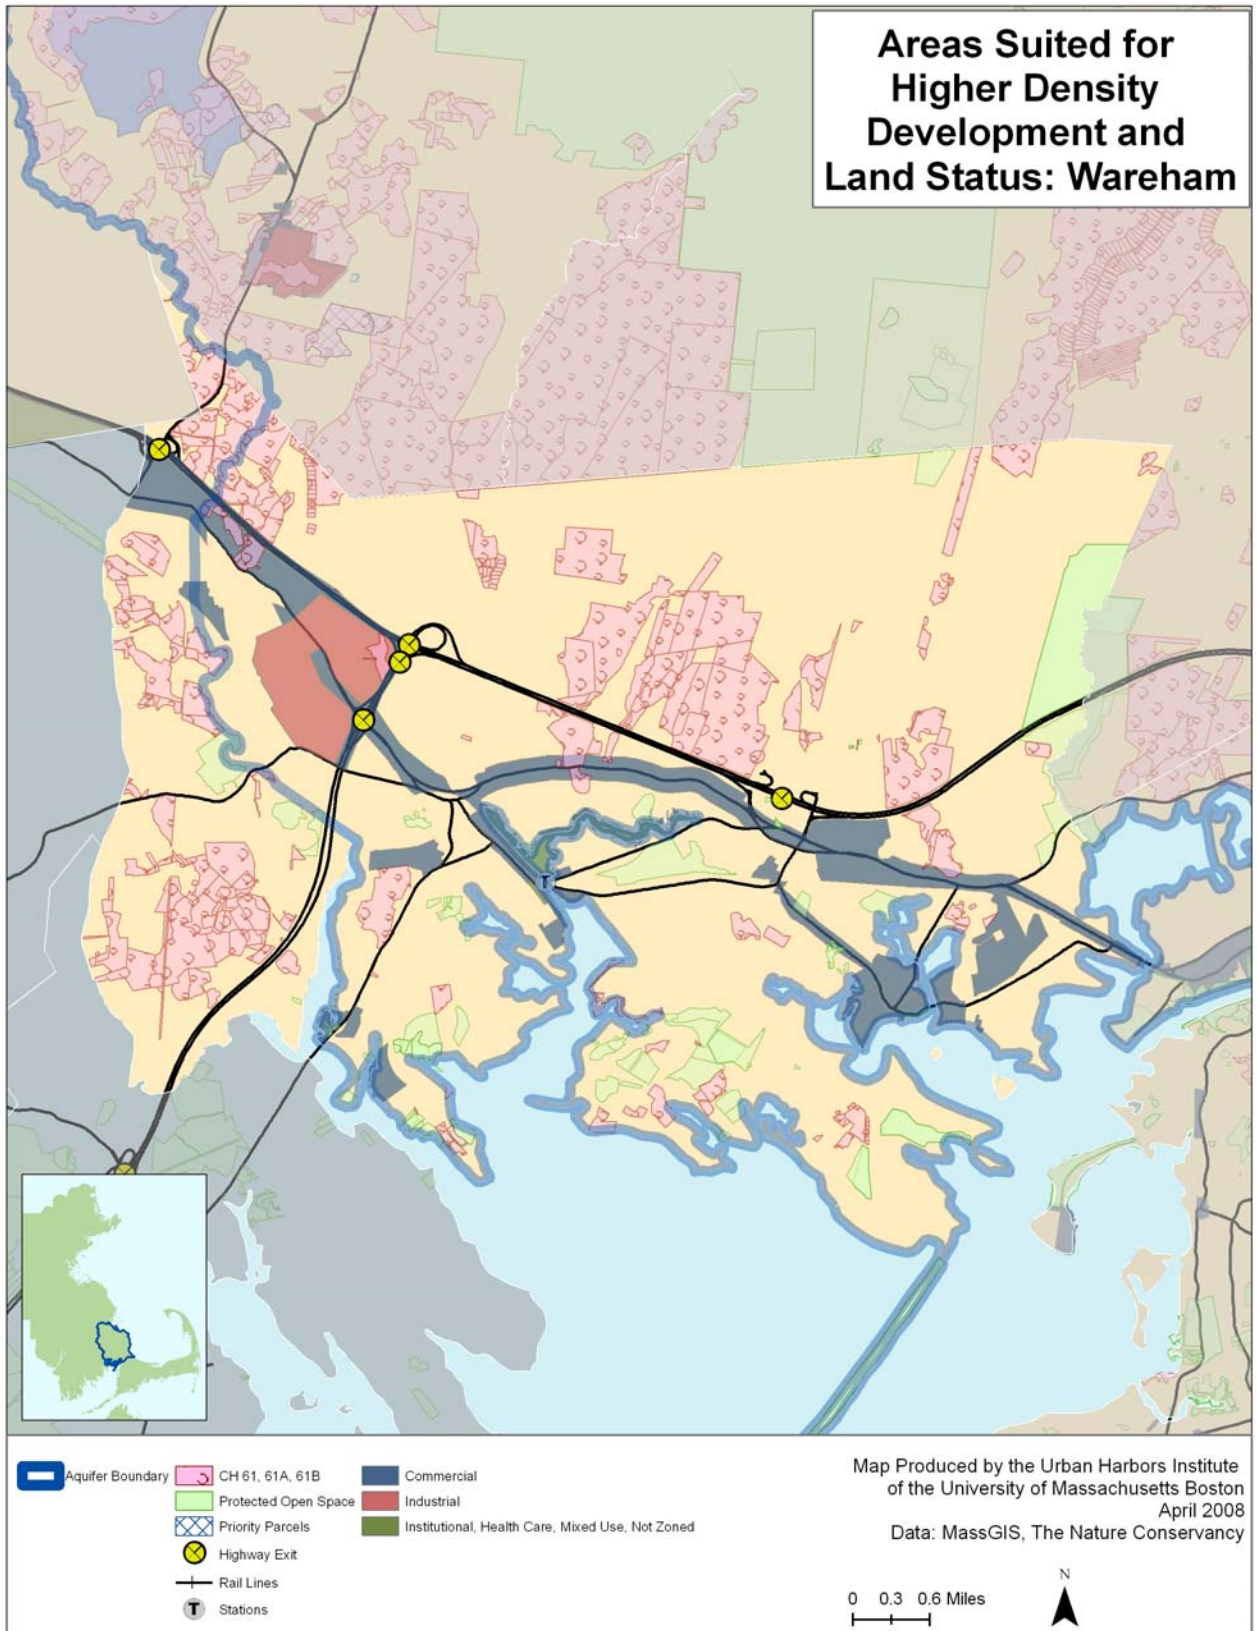 Areas Suited for
Higher Density
Development and
Land Status: Wareham
T
Aquifer Boundary
CH 61, 61A, 61B
Protected Open Space
Priority Parcels
Highway Exit
Rail Lines
T Stations
Commercial
Industrial
Institutional, Health Care, Mixed Use, Not Zoned
Map Produced by the Urban Harbors Institute
of the University of Massachusetts Boston
April 2008
Data: MassGIS, The Nature Conservancy
N
0 0.3 0.6 Miles